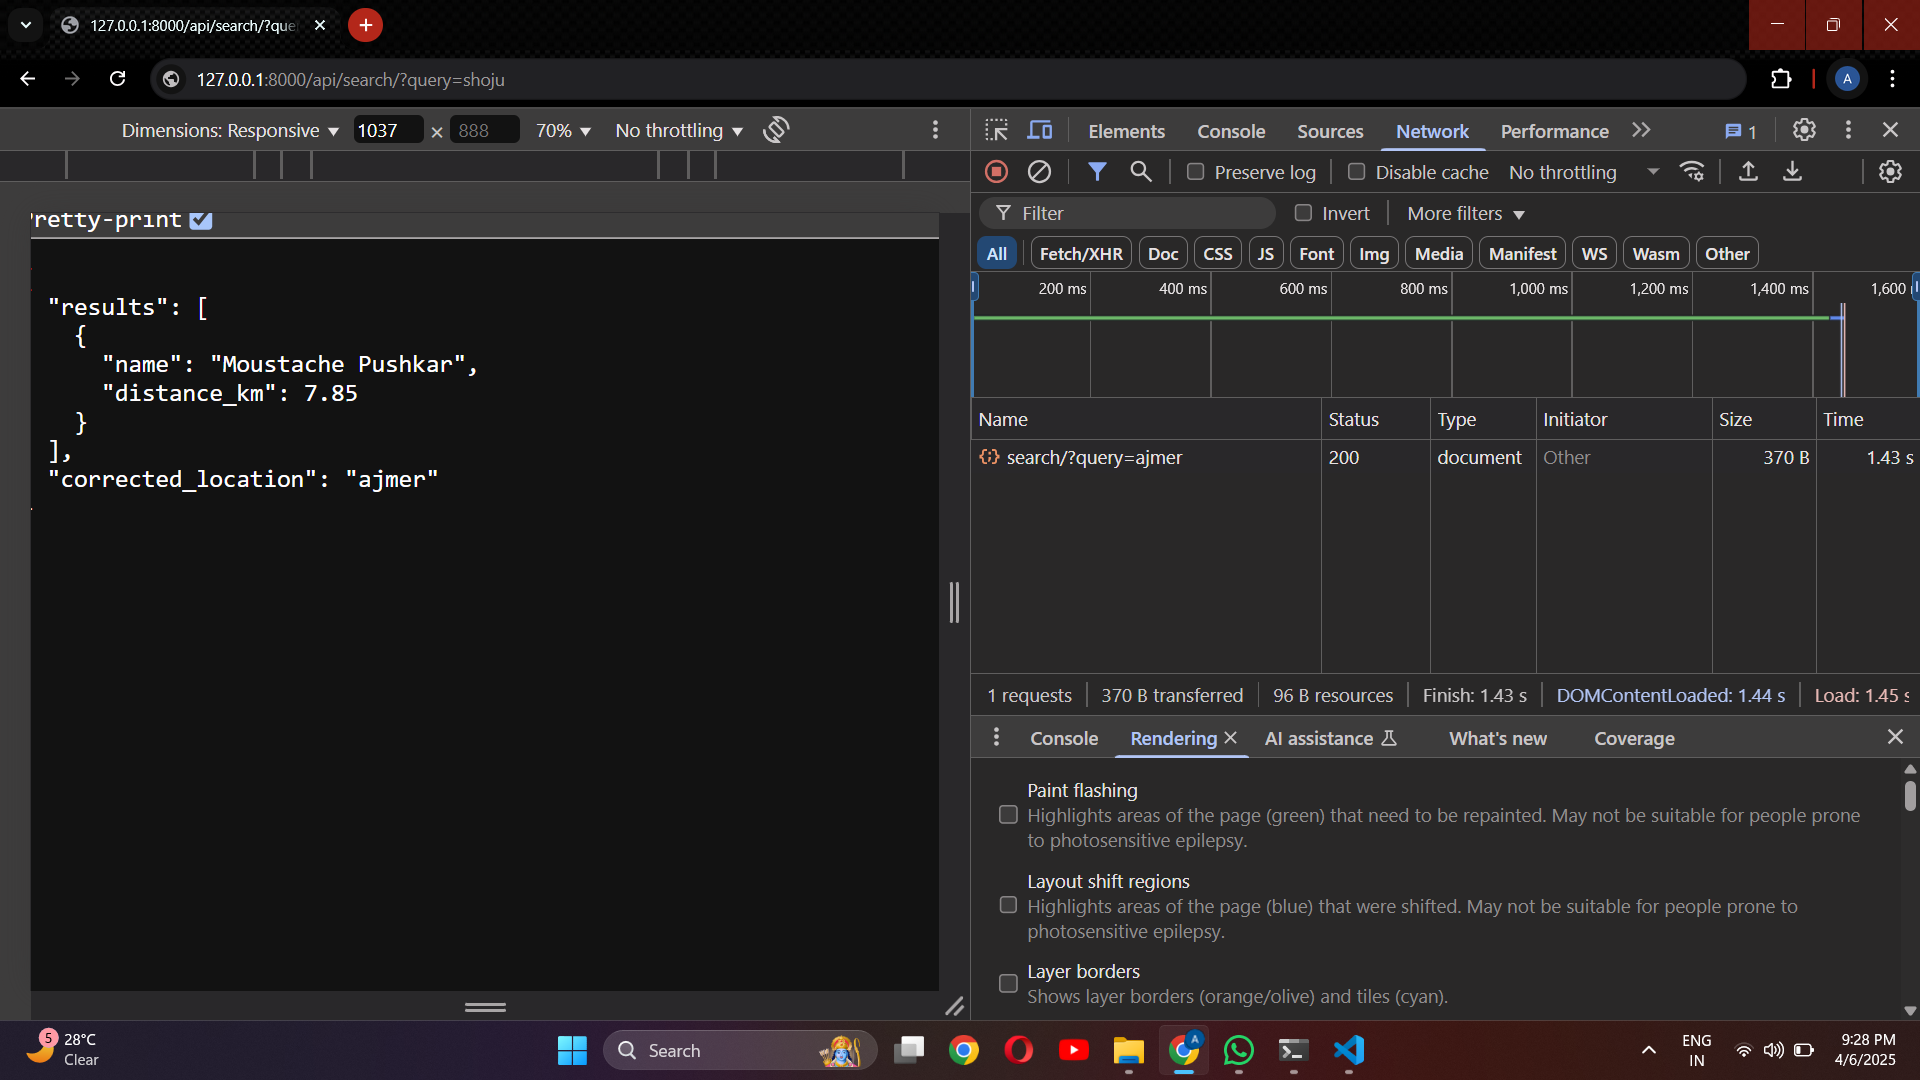 127.0.0.1:8000/api/search/?que
127.0.0.1:8000/api/search/?query=shoju
Dimensions: Responsive 1037 × 888 70% No throttling
Elements Console Sources Network Performance 1
Preserve log Disable cache No throttling
Pretty-print
Filter Invert More filters
All Fetch/XHR Doc CSS JS Font Img Media Manifest WS Wasm Other
200 ms 400 ms 600 ms 800 ms 1,000 ms 1,200 ms 1,400 ms 1,600
"results": [
{
"name": "Moustache Pushkar",
"distance_km": 7.85
}
],
"corrected_location": "ajmer"
Name Status Type Initiator Size Time
search/?query=ajmer 200 document Other 370 B 1.43 s
1 requests 370 B transferred 96 B resources Finish: 1.43 s DOMContentLoaded: 1.44 s Load: 1.45 s
Console Rendering AI assistance What's new Coverage
Paint flashing
Highlights areas of the page (green) that need to be repainted. May not be suitable for people prone
to photosensitive epilepsy.
Layout shift regions
Highlights areas of the page (blue) that were shifted. May not be suitable for people prone to
photosensitive epilepsy.
Layer borders
Shows layer borders (orange/olive) and tiles (cyan).
5 28°C
Clear
Search
A
ENG
IN
9:28 PM
4/6/2025